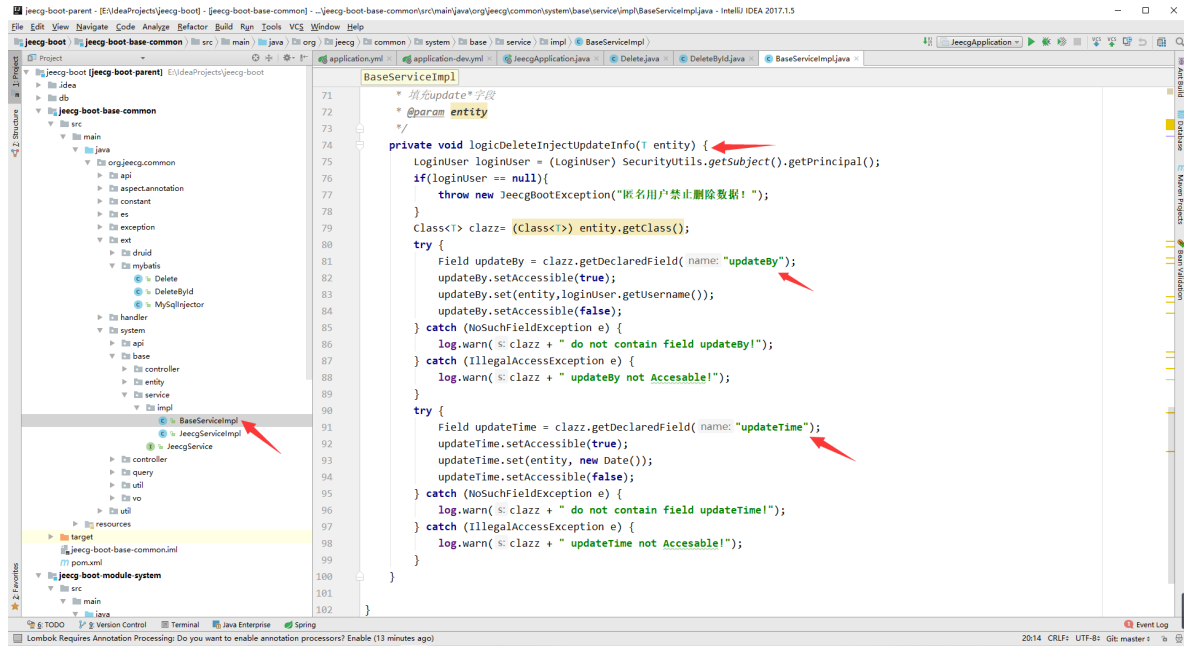 jeecg-boot-parent - [E:\IdeaProjects\jeecg-boot] - [jeecg-boot-base-common] - ...\jeecg-boot-base-common\src\main\java\org\jeecg\common\system\base\service\impl\BaseServiceImpl.java - IntelliJ IDEA 2017.1.5
File Edit View Navigate Code Analyze Refactor Build Run Tools VCS Window Help
jeecg-boot jeecg-boot-base-common src main java org jeecg common system base service impl BaseServiceImpl JeecgApplication
Project application.yml application-dev.yml JeecgApplication.java Delete.java DeleteById.java BaseServiceImpl.java
1: Project
2: Structure
2: Favorites
jeecg-boot [jeecg-boot-parent] E:\IdeaProjects\jeecg-boot
.idea
db
jeecg-boot-base-common
src
main
java
org.jeecg.common
api
aspect.annotation
constant
es
exception
ext
druid
mybatis
Delete
DeleteById
MySqlInjector
handler
system
api
base
controller
entity
service
impl
BaseServiceImpl
JeecgServiceImpl
JeecgService
controller
query
util
vo
util
resources
target
jeecg-boot-base-common.iml
pom.xml
jeecg-boot-module-system
src
main
java
BaseServiceImpl
71 * 填充update*字段
72 * @param entity
73 */
74 private void logicDeleteInjectUpdateInfo(T entity) {
75 LoginUser loginUser = (LoginUser) SecurityUtils.getSubject().getPrincipal();
76 if(loginUser == null){
77 throw new JeecgBootException("匿名用户禁止删除数据！");
78 }
79 Class<T> clazz= (Class<T>) entity.getClass();
80 try {
81 Field updateBy = clazz.getDeclaredField( name: "updateBy");
82 updateBy.setAccessible(true);
83 updateBy.set(entity,loginUser.getUsername());
84 updateBy.setAccessible(false);
85 } catch (NoSuchFieldException e) {
86 log.warn( s: clazz + " do not contain field updateBy!");
87 } catch (IllegalAccessException e) {
88 log.warn( s: clazz + " updateBy not Accesable!");
89 }
90 try {
91 Field updateTime = clazz.getDeclaredField( name: "updateTime");
92 updateTime.setAccessible(true);
93 updateTime.set(entity, new Date());
94 updateTime.setAccessible(false);
95 } catch (NoSuchFieldException e) {
96 log.warn( s: clazz + " do not contain field updateTime!");
97 } catch (IllegalAccessException e) {
98 log.warn( s: clazz + " updateTime not Accesable!");
99 }
100 }
101
102 }
Ant Build
Database
Maven Projects
Bean Validation
6: TODO 9: Version Control Terminal Java Enterprise Spring Event Log
Lombok Requires Annotation Processing: Do you want to enable annotation processors? Enable (13 minutes ago) 20:14 CRLF÷ UTF-8÷ Git: master÷